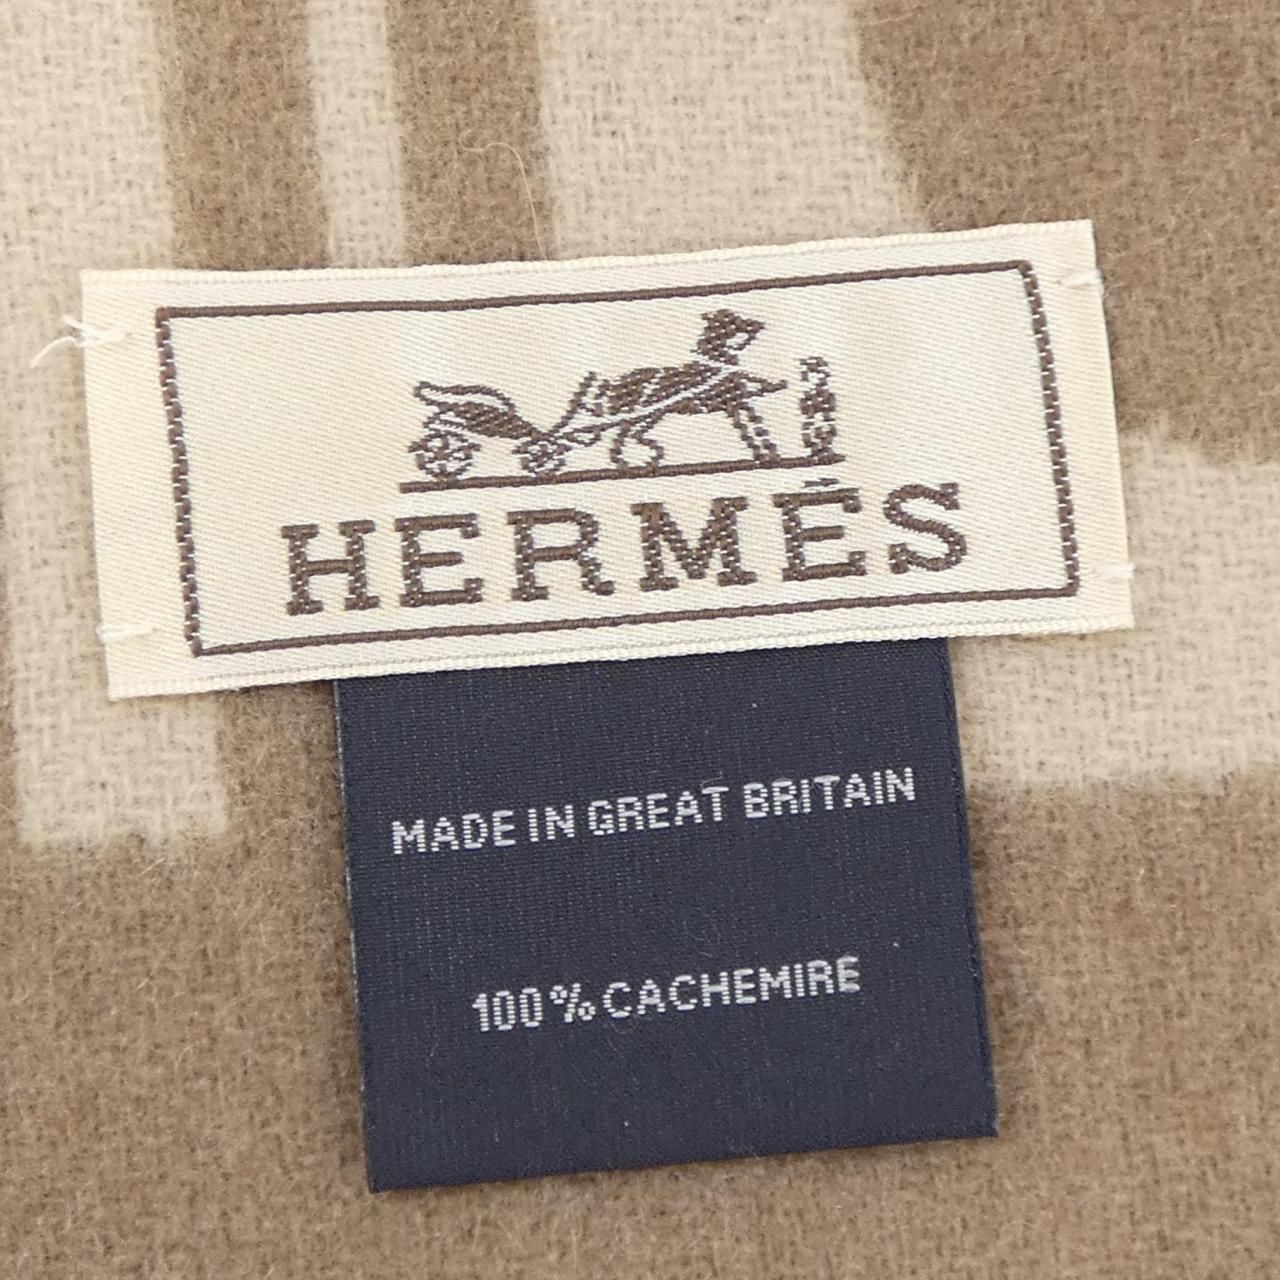 HERMÈS
MADE IN GREAT BRITAIN
100% CACHEMIRE